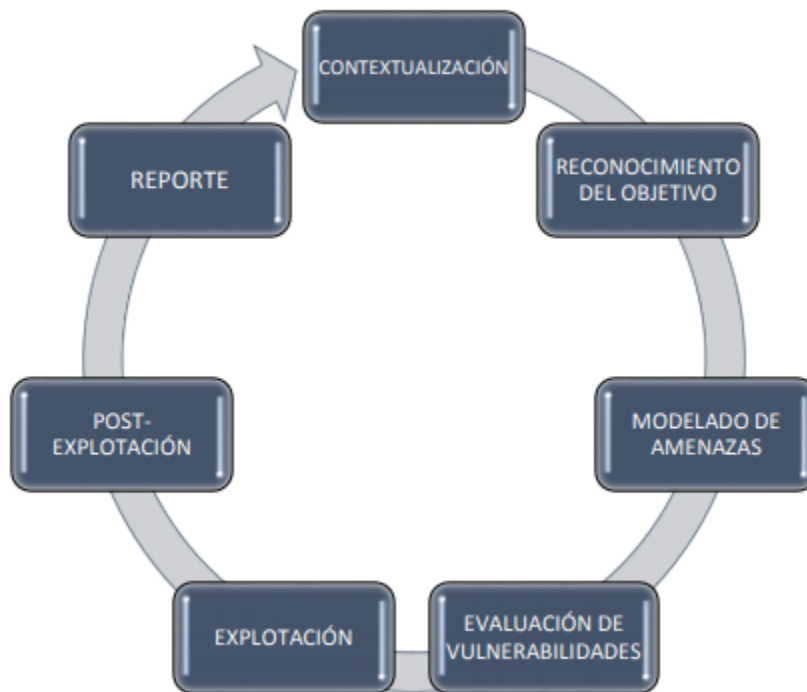 CONTEXTUALIZACIÓN
RECONOCIMIENTO
DEL OBJETIVO
MODELADO DE
AMENAZAS
EVALUACIÓN DE
VULNERABILIDADES
EXPLOTACIÓN
POST-
EXPLOTACIÓN
REPORTE